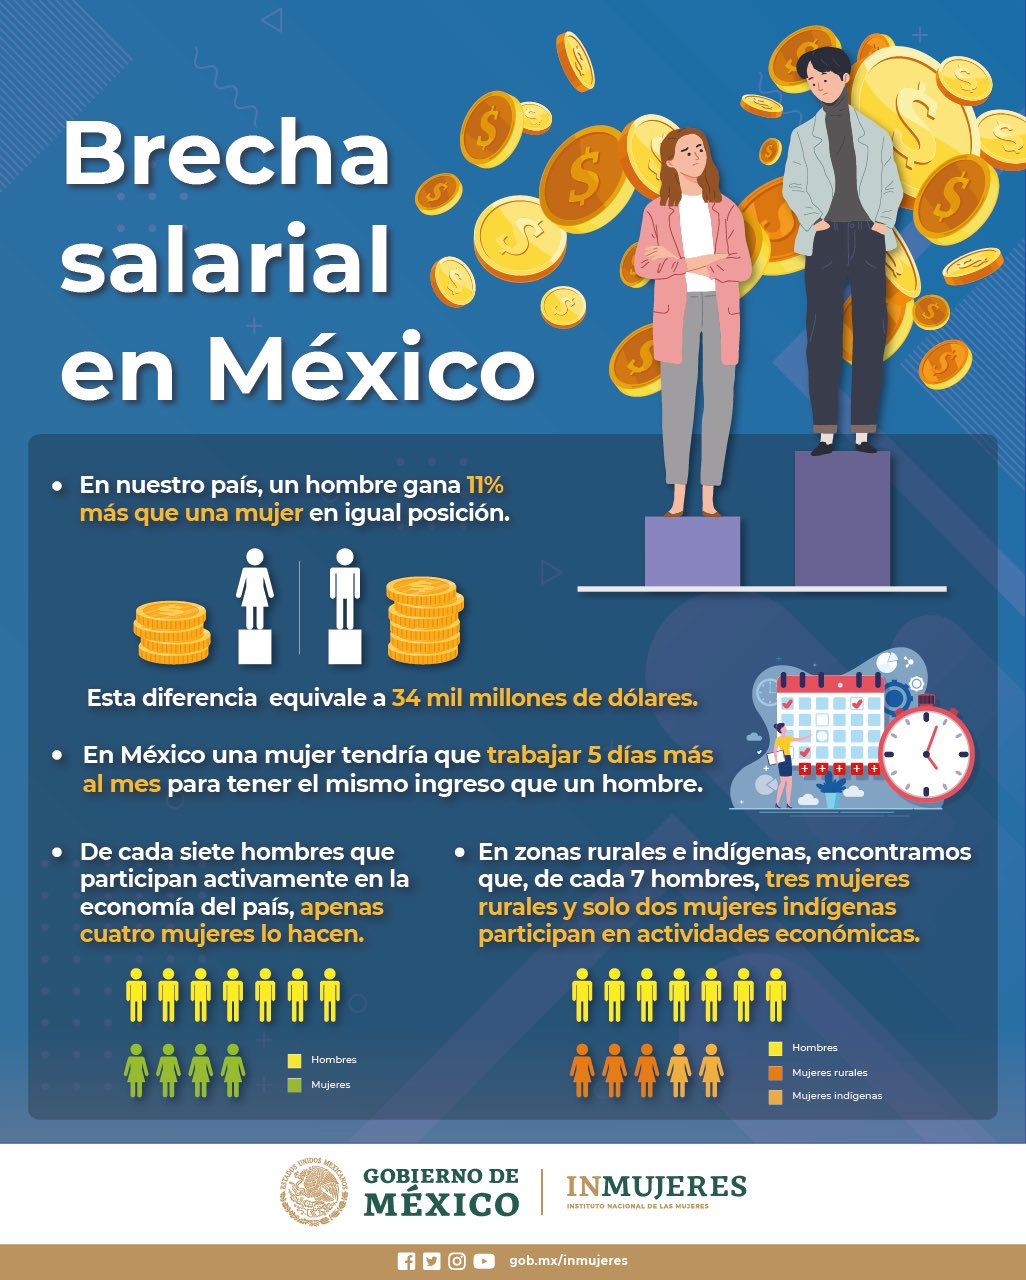 Brecha
salarial
en México
• En nuestro país, un hombre gana 11%
más que una mujer en igual posición.
Esta diferencia equivale a 34 mil millones de dólares.
• En México una mujer tendría que trabajar 5 días más
al mes para tener el mismo ingreso que un hombre.
• De cada siete hombres que
participan activamente en la
economía del país, apenas
cuatro mujeres lo hacen.
Hombres
Mujeres
• En zonas rurales e indígenas, encontramos
que, de cada 7 hombres, tres mujeres
rurales y solo dos mujeres indígenas
participan en actividades económicas.
Hombres
Mujeres rurales
Mujeres indígenas
ESTADOS UNIDOS MEXICANOS
GOBIERNO DE
MÉXICO
INMUJERES
INSTITUTO NACIONAL DE LAS MUJERES
gob.mx/inmujeres